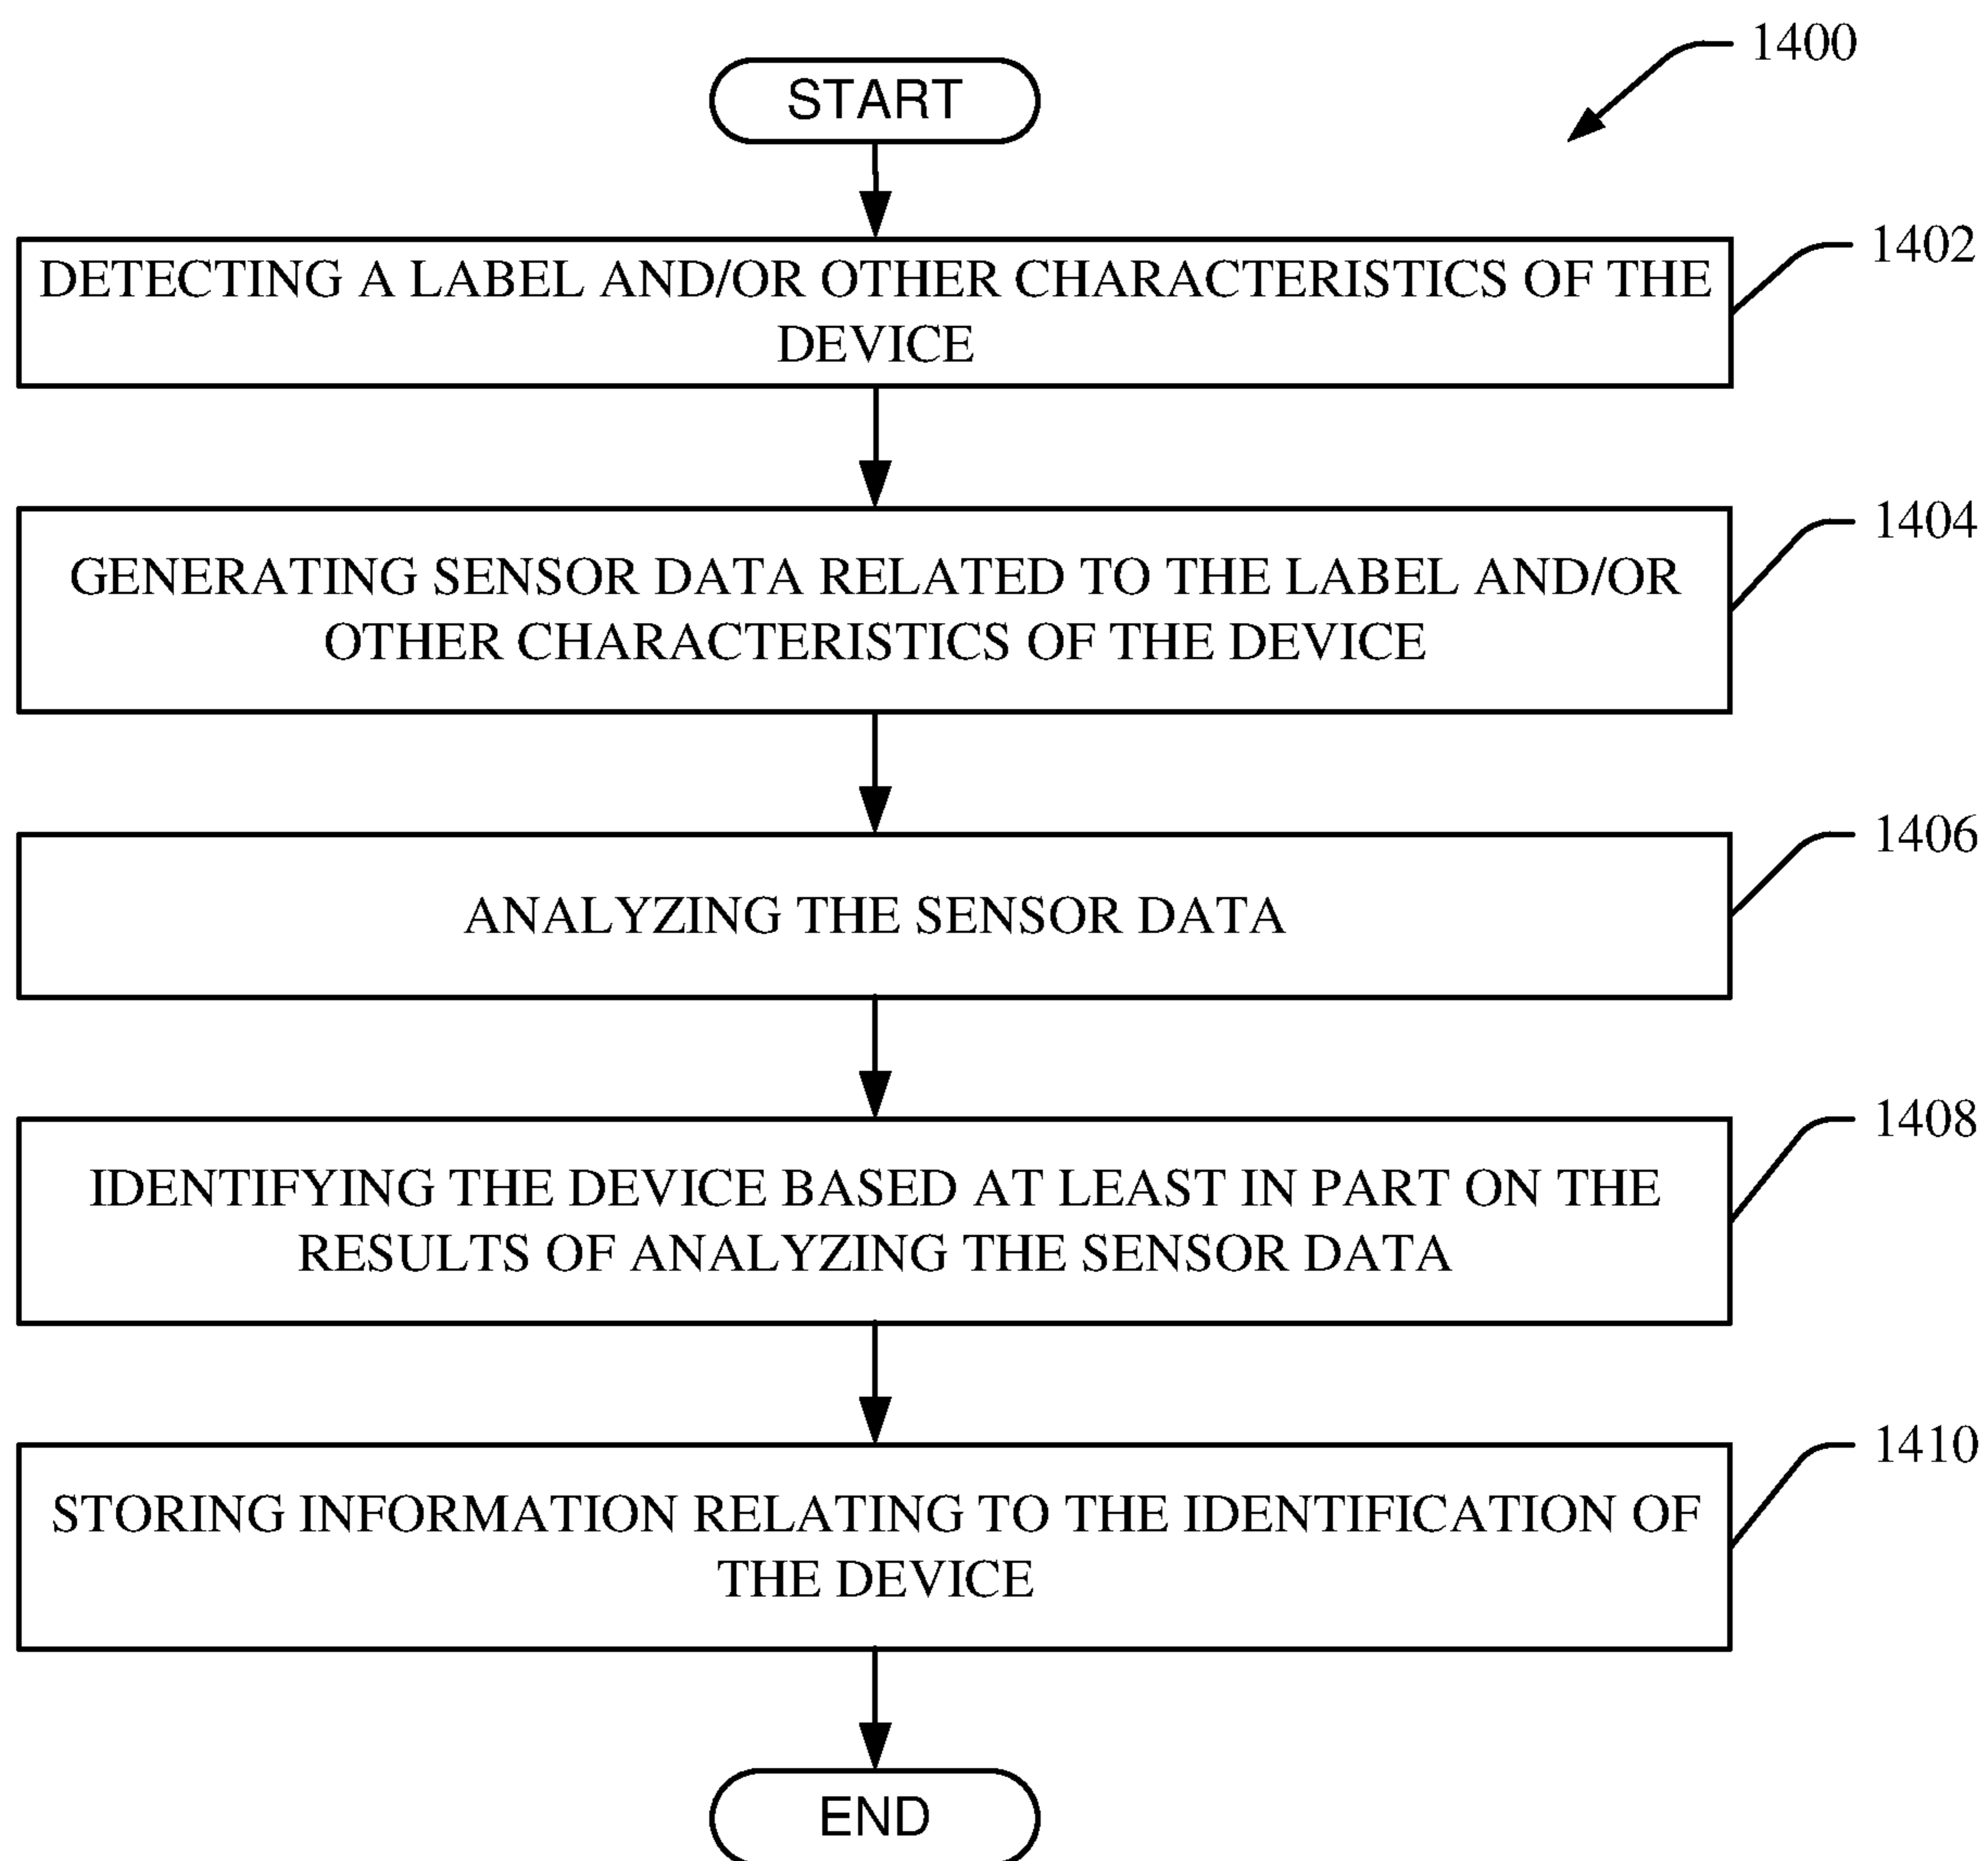 1400
START
1402
DETECTING A LABEL AND/OR OTHER CHARACTERISTICS OF THE
DEVICE
1404
GENERATING SENSOR DATA RELATED TO THE LABEL AND/OR
OTHER CHARACTERISTICS OF THE DEVICE
1406
ANALYZING THE SENSOR DATA
1408
IDENTIFYING THE DEVICE BASED AT LEAST IN PART ON THE
RESULTS OF ANALYZING THE SENSOR DATA
1410
STORING INFORMATION RELATING TO THE IDENTIFICATION OF
THE DEVICE
END